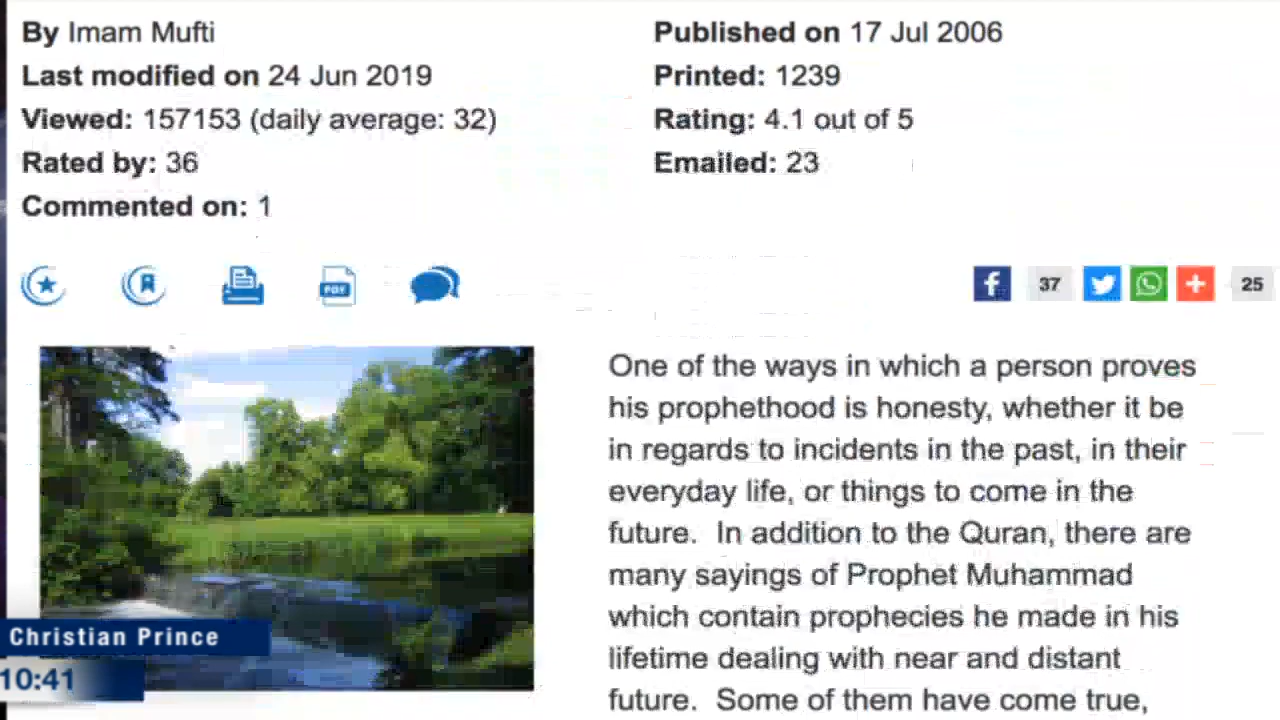 By Imam Mufti
Published on 17 Jul 2006
Last modified on 24 Jun 2019
Printed: 1239
Viewed: 157153 (daily average: 32)
Rating: 4.1 out of 5
Rated by: 36
Emailed: 23
Commented on: 1
PDF
37
25
One of the ways in which a person proves
his prophethood is honesty, whether it be
in regards to incidents in the past, in their
everyday life, or things to come in the
future. In addition to the Quran, there are
many sayings of Prophet Muhammad
which contain prophecies he made in his
lifetime dealing with near and distant
future. Some of them have come true,
Christian Prince
10:41